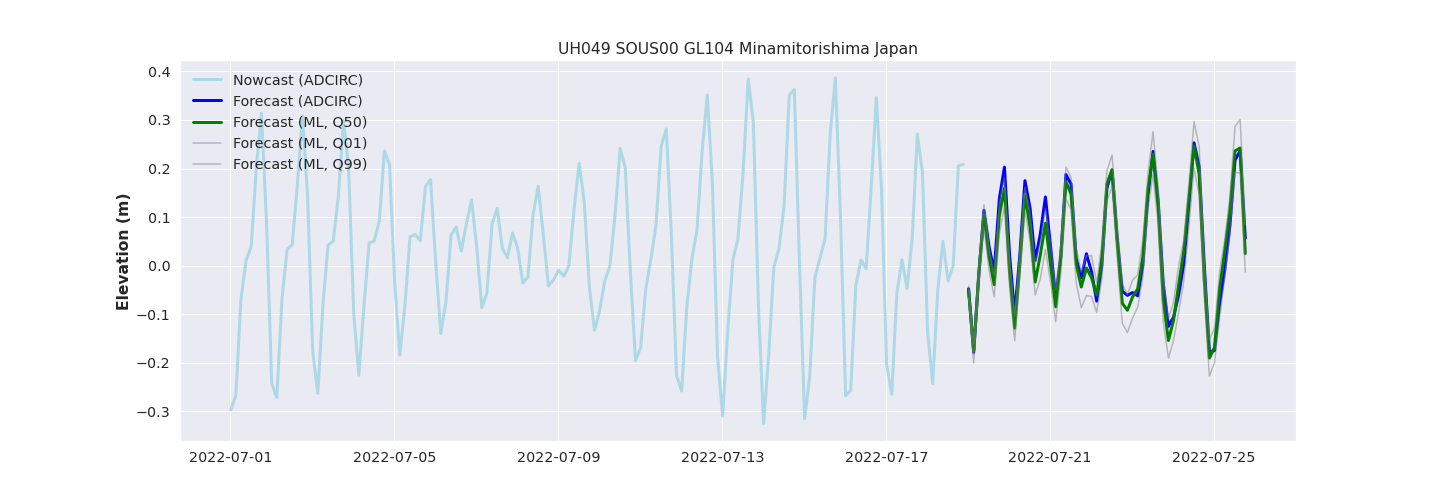 UH049 SOUS00 GL104 Minamitorishima Japan
Elevation (m)
0.4
0.3
0.2
0.1
0.0
−0.1
−0.2
−0.3
Nowcast (ADCIRC)
Forecast (ADCIRC)
Forecast (ML, Q50)
Forecast (ML, Q01)
Forecast (ML, Q99)
2022-07-01 2022-07-05 2022-07-09 2022-07-13 2022-07-17 2022-07-21 2022-07-25